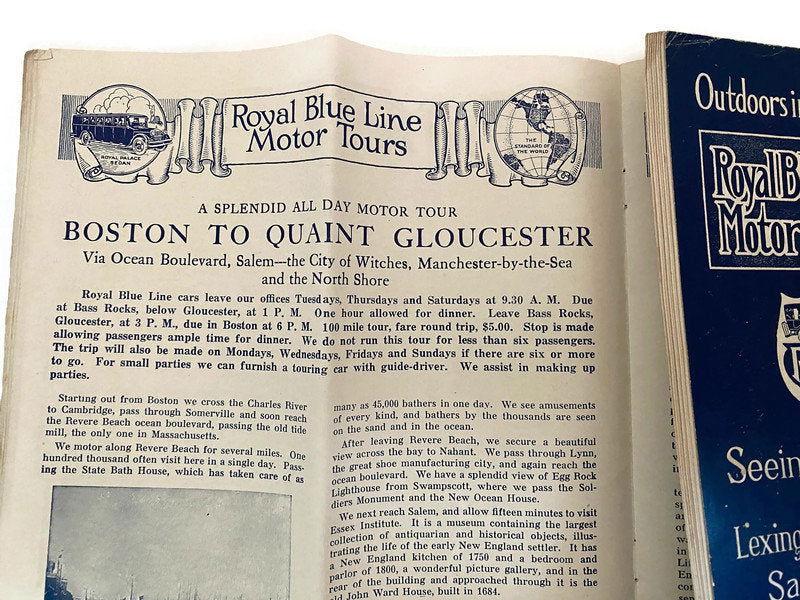 Royal Blue Line
Motor Tours
ROYAL PALACE
SEDAN
THE
STANDARD OF
THE WORLD
A SPLENDID ALL DAY MOTOR TOUR
BOSTON TO QUAINT GLOUCESTER
Via Ocean Boulevard, Salem—the City of Witches, Manchester-by-the-Sea
and the North Shore
Royal Blue Line cars leave our offices Tuesdays, Thursdays and Saturdays at 9.30 A. M. Due
at Bass Rocks, below Gloucester, at 1 P. M. One hour allowed for dinner. Leave Bass Rocks,
Gloucester, at 3 P. M., due in Boston at 6 P. M. 100 mile tour, fare round trip, $5.00. Stop is made
allowing passengers ample time for dinner. We do not run this tour for less than six passengers.
The trip will also be made on Mondays, Wednesdays, Fridays and Sundays if there are six or more
to go. For small parties we can furnish a touring car with guide-driver. We assist in making up
parties.
Starting out from Boston we cross the Charles River
to Cambridge, pass through Somerville and soon reach
the Revere Beach ocean boulevard, passing the old tide
mill, the only one in Massachusetts.
We motor along Revere Beach for several miles. One
hundred thousand often visit here in a single day. Pass-
ing the State Bath House, which has taken care of as
many as 45,000 bathers in one day. We see amusements
of every kind, and bathers by the thousands are seen
on the sand and in the ocean.
After leaving Revere Beach, we secure a beautiful
view across the bay to Nahant. We pass through Lynn,
the great shoe manufacturing city, and again reach the
ocean boulevard. We have a splendid view of Egg Rock
Lighthouse from Swampscott, where we pass the Sol-
diers Monument and the New Ocean House.
We next reach Salem, and allow fifteen minutes to visit
Essex Institute. It is a museum containing the largest
collection of antiquarian and historical objects, illus-
trating the life of the early New England settler. It has
a New England kitchen of 1750 and a bedroom and
parlor of 1800, a wonderful picture gallery, and in the
rear of the building and approached through it is the
old John Ward House, built in 1684.
Outdoors i
Royal B
Motor
Seein
Lexing
Sa